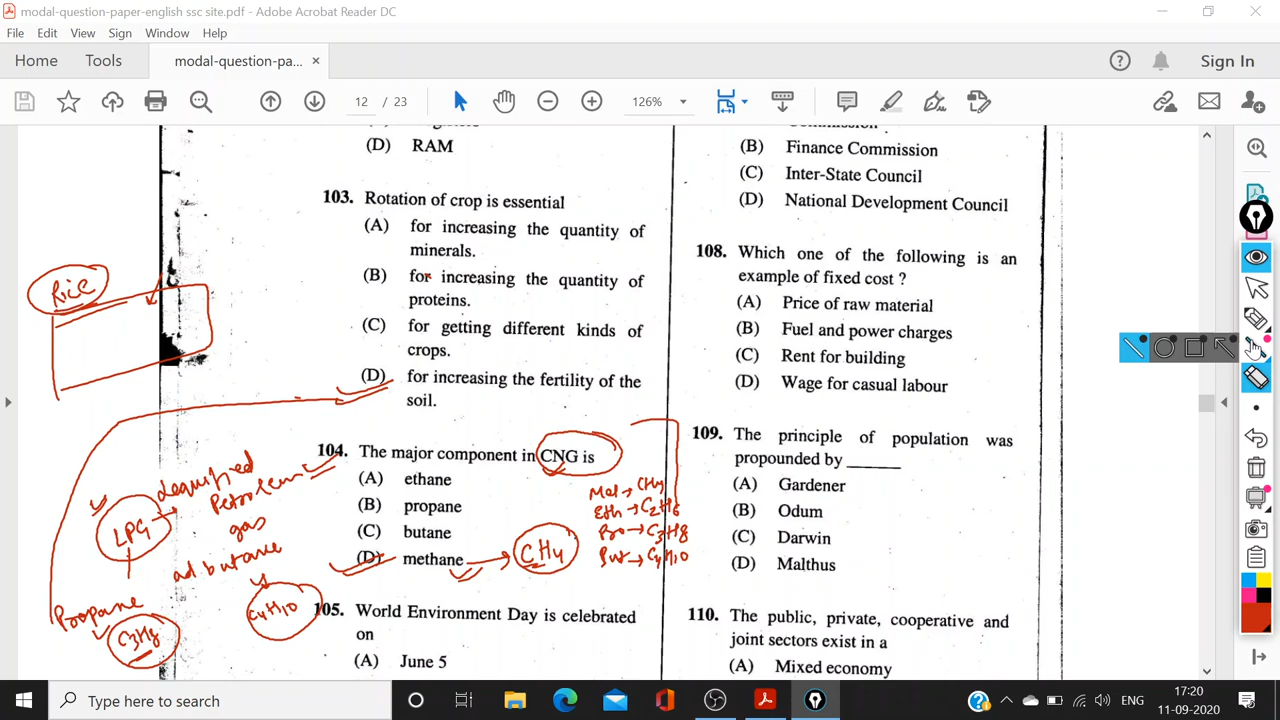 modal-question-paper-english ssc site.pdf - Adobe Acrobat Reader DC
File Edit View Sign Window Help
Home Tools modal-question-pa... × Sign In
12 / 23 126%
(D) RAM
103. Rotation of crop is essential
(A) for increasing the quantity of
minerals.
(B) for increasing the quantity of
proteins.
(C) for getting different kinds of
crops.
(D) for increasing the fertility of the
soil.
Rice
104. The major component in CNG is
(A) ethane
(B) propane
(C) butane
(D) methane
CH4
Met → CH4
Eth → C2H6
Pro → C3H8
But → C4H10
LPG
Petroleum
gas
butane
C4H10
Propane
C3H8
105. World Environment Day is celebrated
on
(A) June 5
Commission
(B) Finance Commission
(C) Inter-State Council
(D) National Development Council
108. Which one of the following is an
example of fixed cost ?
(A) Price of raw material
(B) Fuel and power charges
(C) Rent for building
(D) Wage for casual labour
109. The principle of population was
propounded by ______
(A) Gardener
(B) Odum
(C) Darwin
(D) Malthus
110. The public, private, cooperative and
joint sectors exist in a
(A) Mixed economy
Type here to search
ENG
17:20
11-09-2020